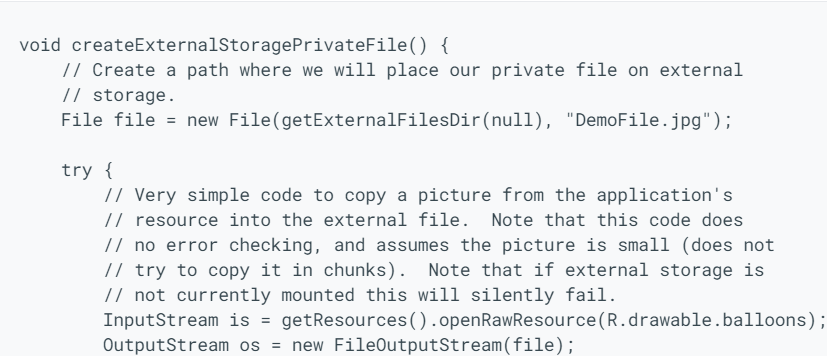 void createExternalStoragePrivateFile() {
    // Create a path where we will place our private file on external
    // storage.
    File file = new File(getExternalFilesDir(null), "DemoFile.jpg");

    try {
        // Very simple code to copy a picture from the application's
        // resource into the external file.  Note that this code does
        // no error checking, and assumes the picture is small (does not
        // try to copy it in chunks).  Note that if external storage is
        // not currently mounted this will silently fail.
        InputStream is = getResources().openRawResource(R.drawable.balloons);
        OutputStream os = new FileOutputStream(file);